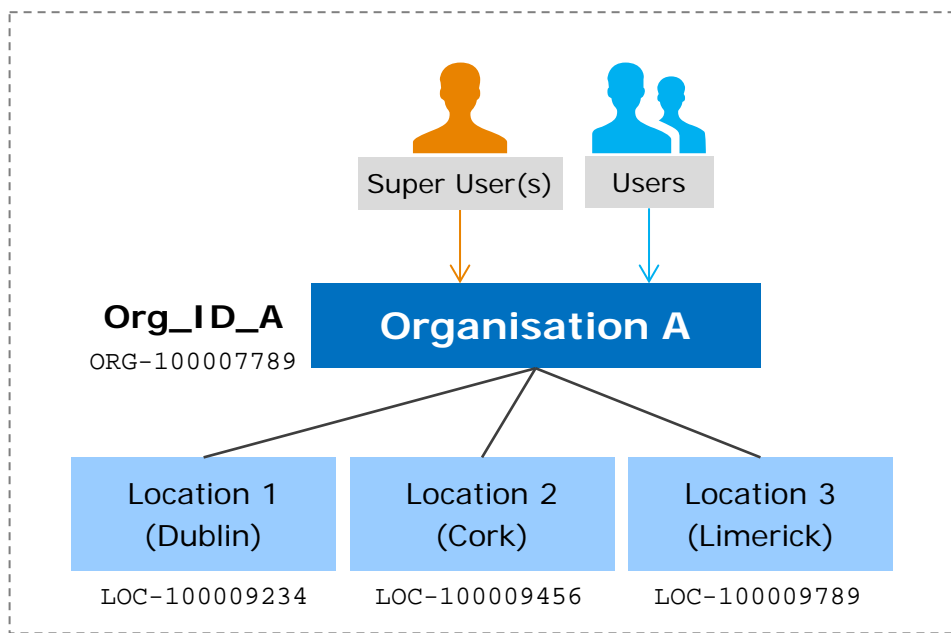 Super User(s)
Users
Org_ID_A
ORG-100007789
Organisation A
Location 1
(Dublin)
Location 2
(Cork)
Location 3
(Limerick)
LOC-100009234
LOC-100009456
LOC-100009789